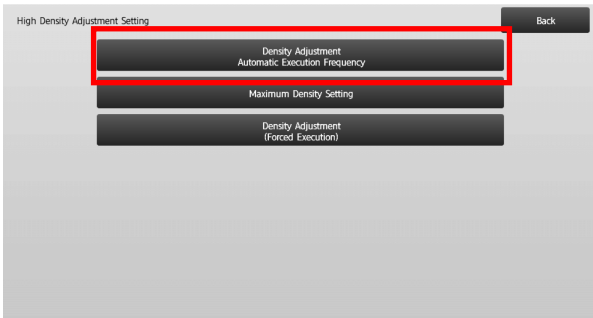 High Density Adjustment Setting
Back
Density Adjustment
Automatic Execution Frequency
Maximum Density Setting
Density Adjustment
(Forced Execution)